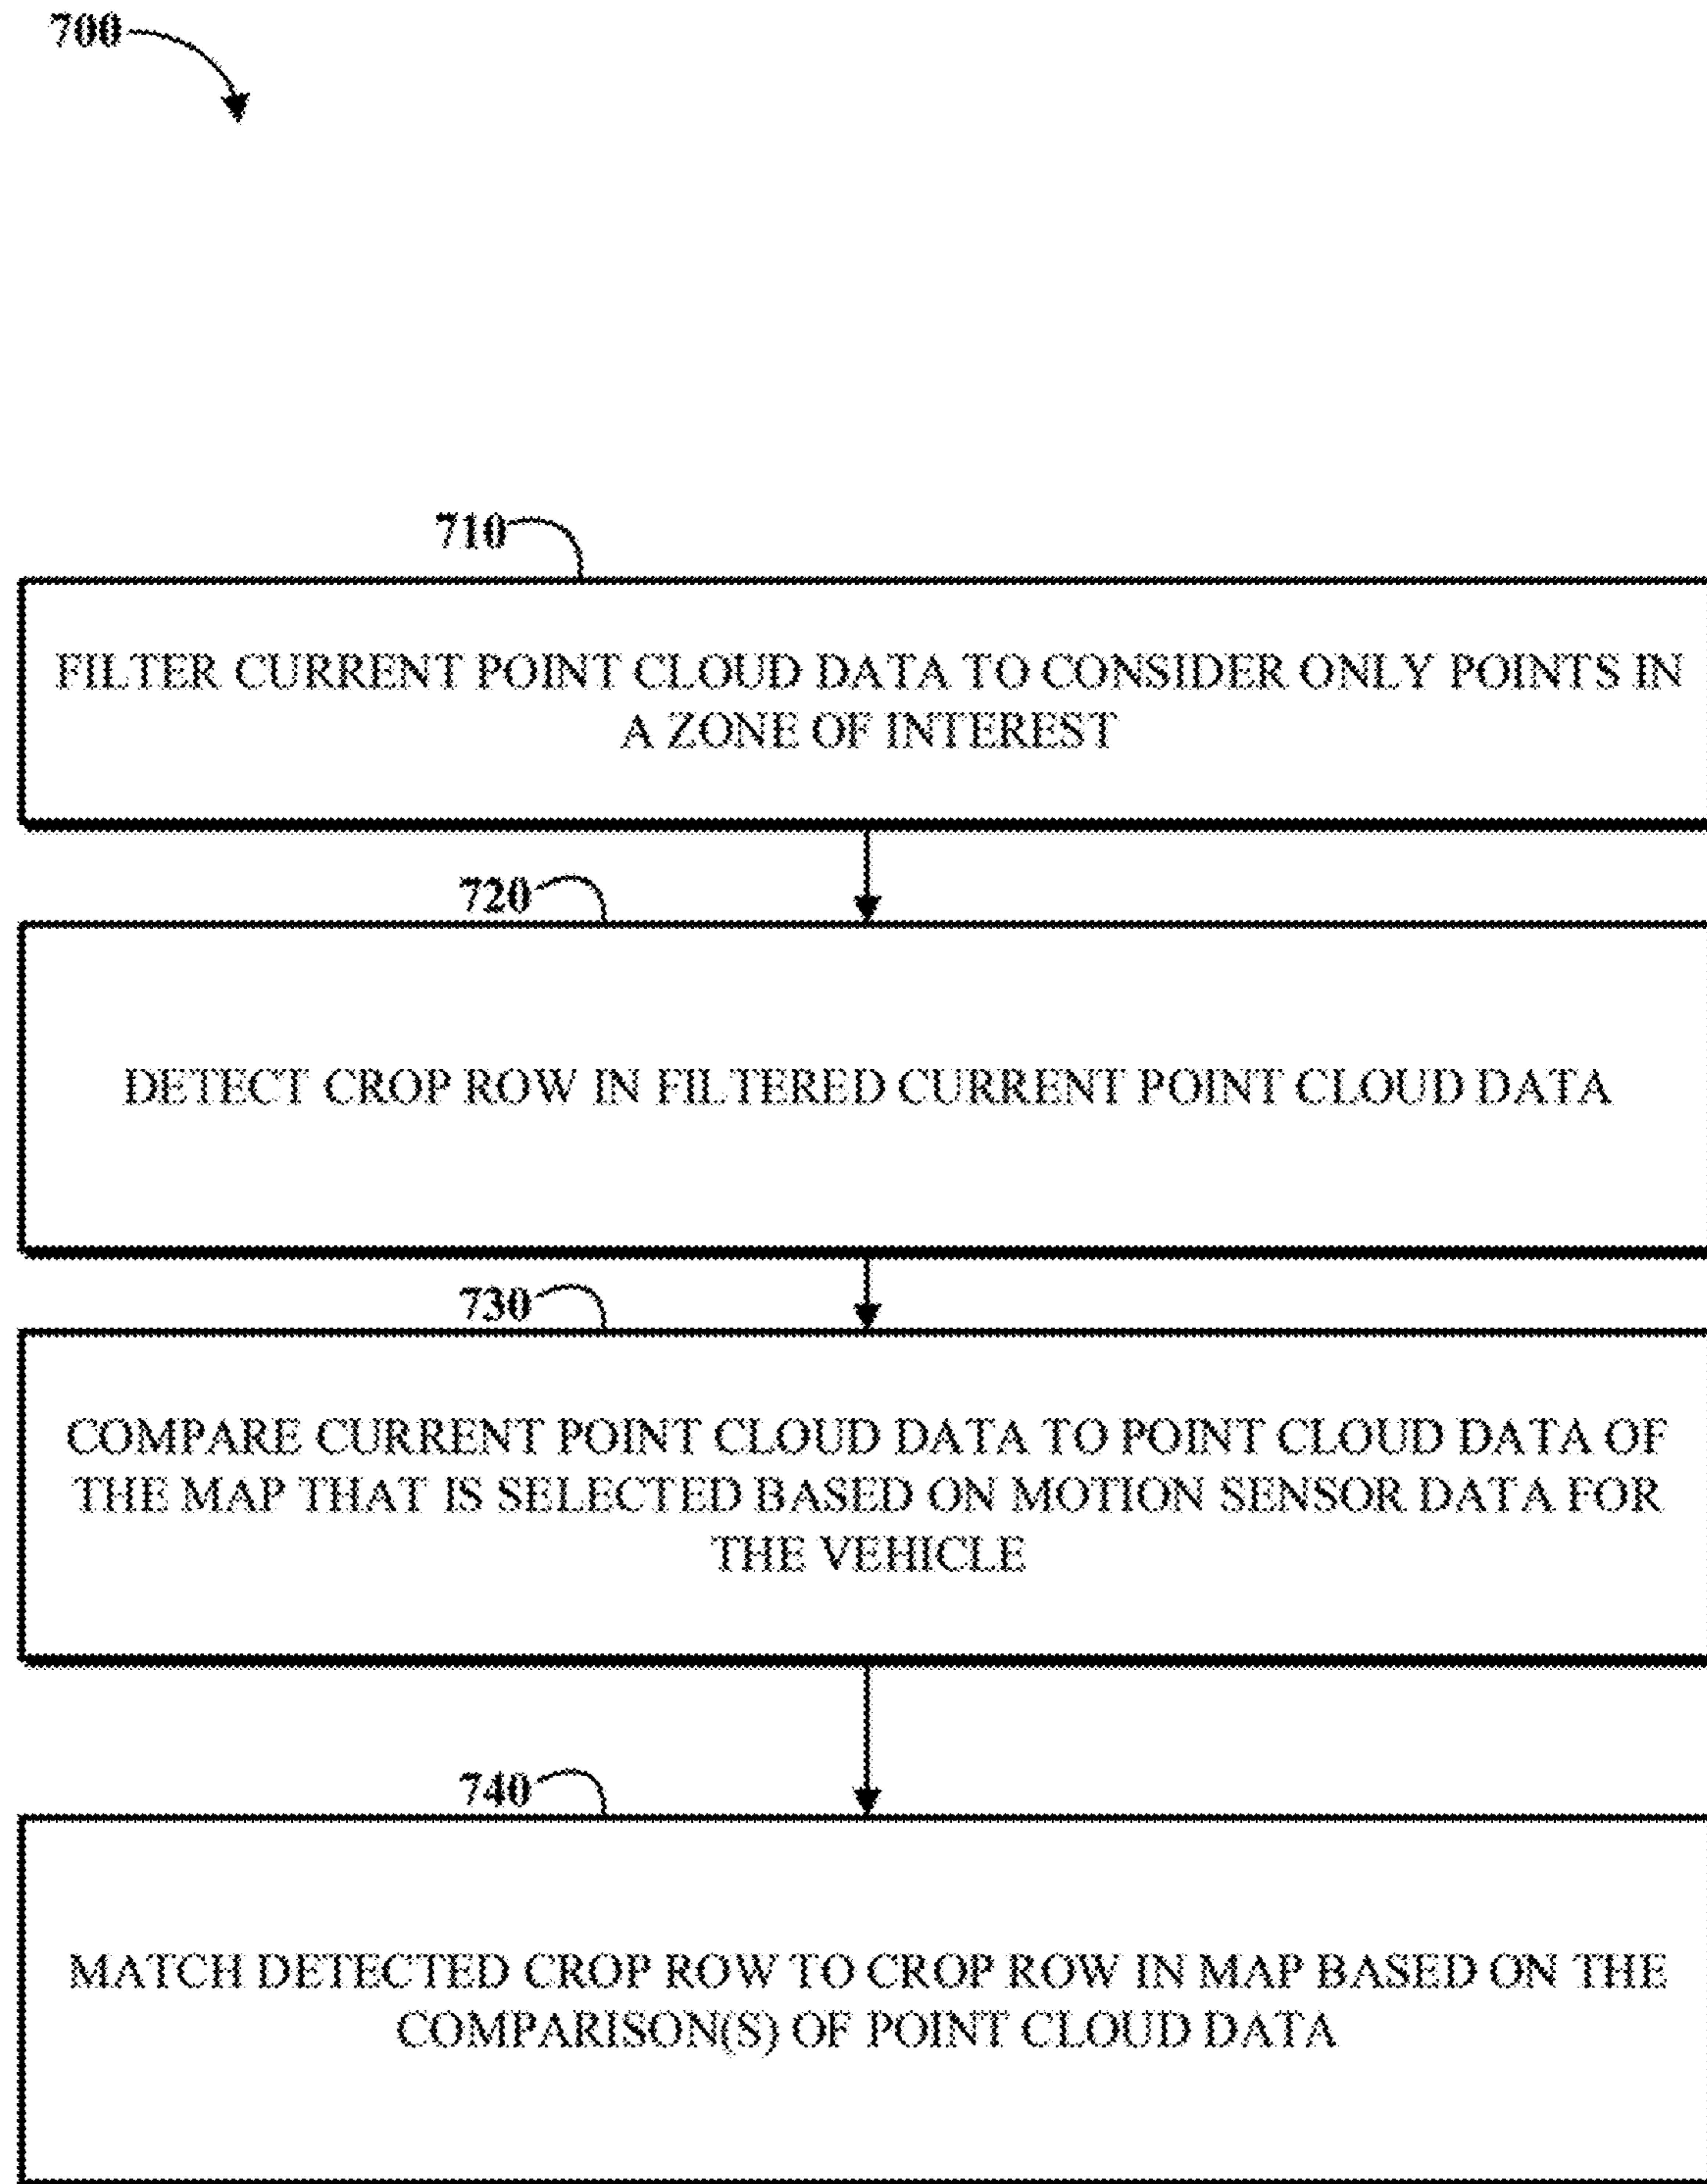 700
710
FILTER CURRENT POINT CLOUD DATA TO CONSIDER ONLY POINTS IN
A ZONE OF INTEREST
720
DETECT CROP ROW IN FILTERED CURRENT POINT CLOUD DATA
730
COMPARE CURRENT POINT CLOUD DATA TO POINT CLOUD DATA OF
THE MAP THAT IS SELECTED BASED ON MOTION SENSOR DATA FOR
THE VEHICLE
740
MATCH DETECTED CROP ROW TO CROP ROW IN MAP BASED ON THE
COMPARISON(S) OF POINT CLOUD DATA